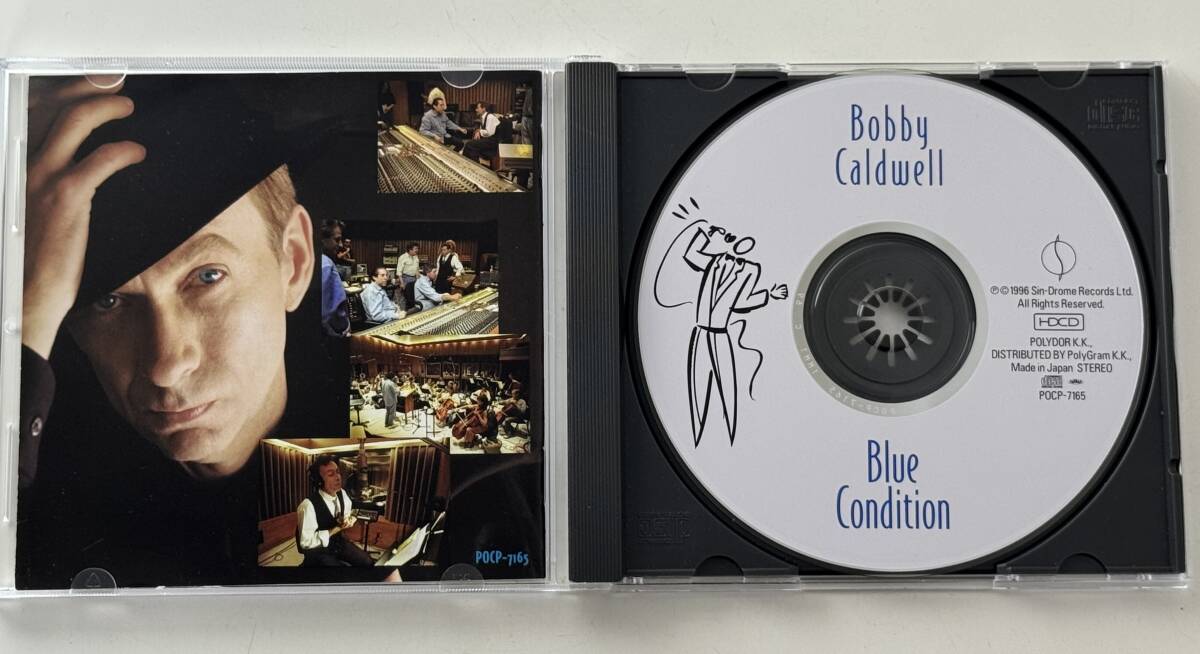 POCP-7165
Bobby
Caldwell
℗©1996 Sin-Drome Records Ltd.
All Rights Reserved.
HDCD
POLYDOR K.K.,
DISTRIBUTED BY PolyGram K.K.,
Made in Japan STEREO
POCP-7165
Blue
Condition